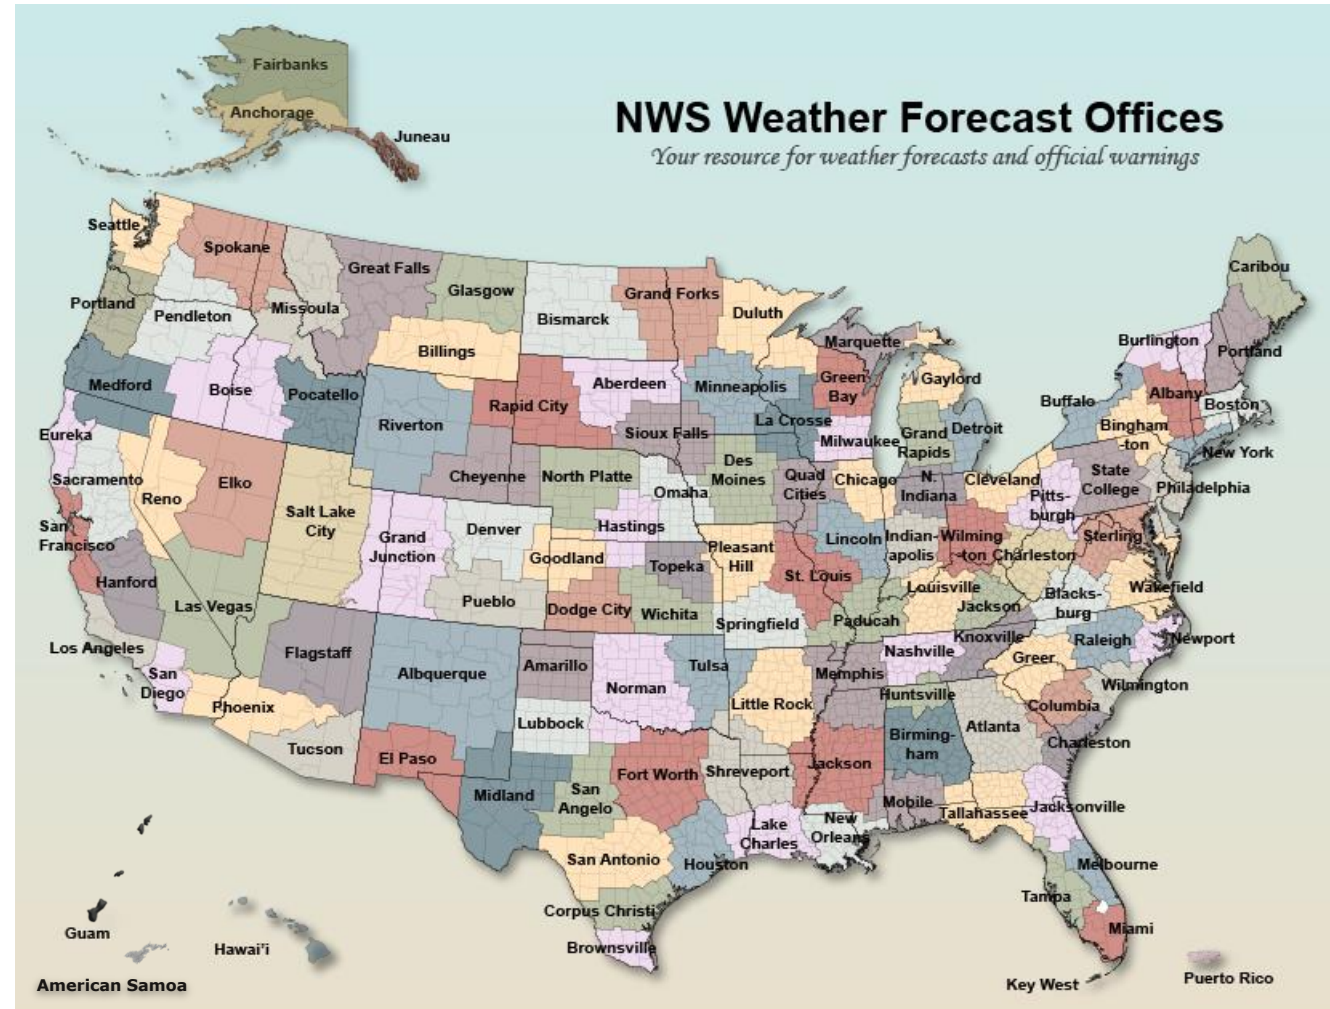 Fairbanks
Anchorage
Juneau
NWS Weather Forecast Offices
Your resource for weather forecasts and official warnings
Seattle
Spokane
Great Falls
Glasgow
Caribou
Portland
Pendleton
Missoula
Bismarck
Grand Forks
Duluth
Billings
Marquette
Burlington
Portland
Medford
Boise
Pocatello
Rapid City
Aberdeen
Minneapolis
Green
Bay
Gaylord
Buffalo
Albany
Boston
Eureka
Riverton
Sioux Falls
La Crosse
Milwaukee
Grand
Rapids
Detroit
Bingham
-ton
New York
Sacramento
Reno
Elko
Cheyenne
North Platte
Omaha
Des
Moines
Quad
Cities
Chicago
N.
Indiana
Cleveland
Pitts-
burgh
State
College
Philadelphia
San
Francisco
Salt Lake
City
Grand
Junction
Denver
Hastings
Goodland
Topeka
Pleasant
Hill
St. Louis
Lincoln
Indian-
apolis
Wilming
-ton
Charleston
Sterling
Hanford
Las Vegas
Pueblo
Dodge City
Wichita
Springfield
Paducah
Louisville
Jackson
Blacks-
burg
Wakefield
Los Angeles
San
Diego
Flagstaff
Albquerque
Amarillo
Norman
Tulsa
Memphis
Nashville
Knoxville
Greer
Raleigh
Newport
Phoenix
Tucson
Lubbock
Little Rock
Huntsville
Columbia
Wilmington
El Paso
Midland
San
Angelo
Fort Worth
Shreveport
Jackson
Birming-
ham
Atlanta
Charleston
San Antonio
Houston
Lake
Charles
New
Orleans
Mobile
Tallahassee
Jacksonville
Corpus Christi
Brownsville
Melbourne
Tampa
Miami
Key West
Puerto Rico
Guam
Hawai'i
American Samoa